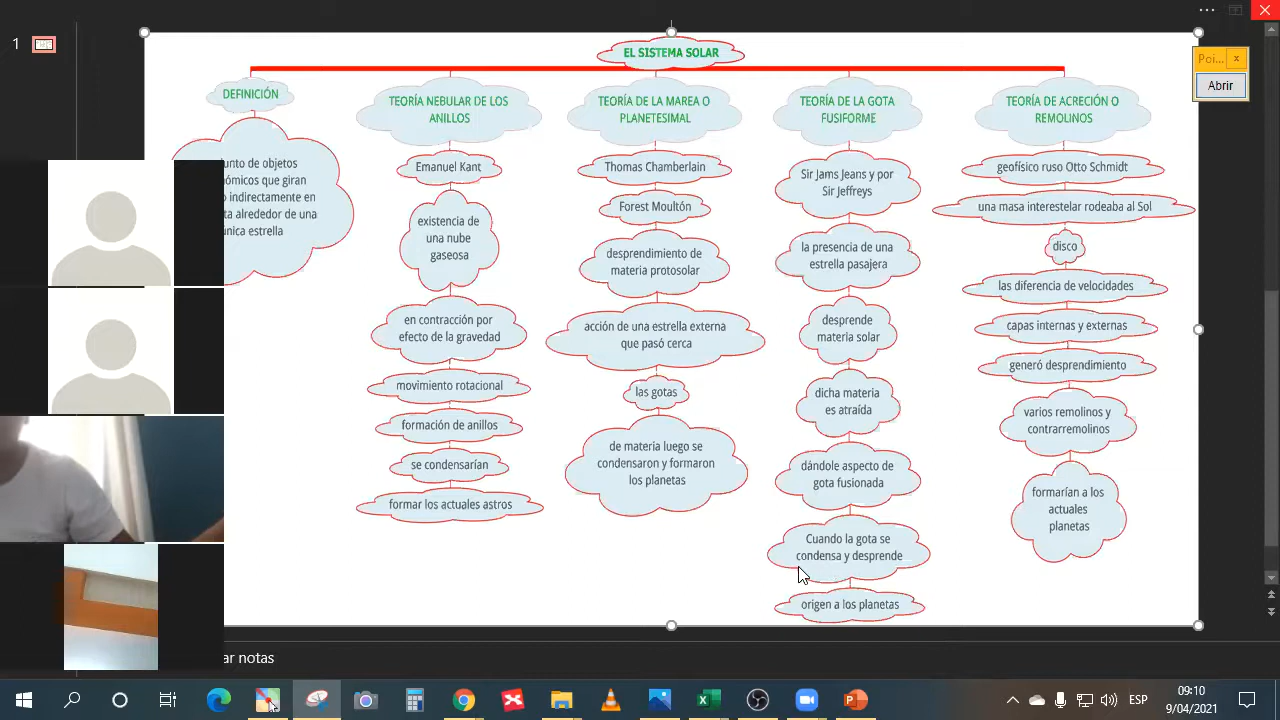 1
Poi...
Abrir
EL SISTEMA SOLAR
DEFINICIÓN
unto de objetos
nómicos que giran
o indirectamente en
ta alrededor de una
única estrella
TEORÍA NEBULAR DE LOS
ANILLOS
Emanuel Kant
existencia de
una nube
gaseosa
en contracción por
efecto de la gravedad
movimiento rotacional
formación de anillos
se condensarían
formar los actuales astros
TEORÍA DE LA MAREA O
PLANETESIMAL
Thomas Chamberlain
Forest Moultón
desprendimiento de
materia protosolar
acción de una estrella externa
que pasó cerca
las gotas
de materia luego se
condensaron y formaron
los planetas
TEORÍA DE LA GOTA
FUSIFORME
Sir Jams Jeans y por
Sir Jeffreys
la presencia de una
estrella pasajera
desprende
materia solar
dicha materia
es atraída
dándole aspecto de
gota fusionada
Cuando la gota se
condensa y desprende
origen a los planetas
TEORÍA DE ACRECIÓN O
REMOLINOS
geofísico ruso Otto Schmidt
una masa interestelar rodeaba al Sol
disco
las diferencia de velocidades
capas internas y externas
generó desprendimiento
varios remolinos y
contrarremolinos
formarían a los
actuales
planetas
ar notas
ESP
09:10
9/04/2021